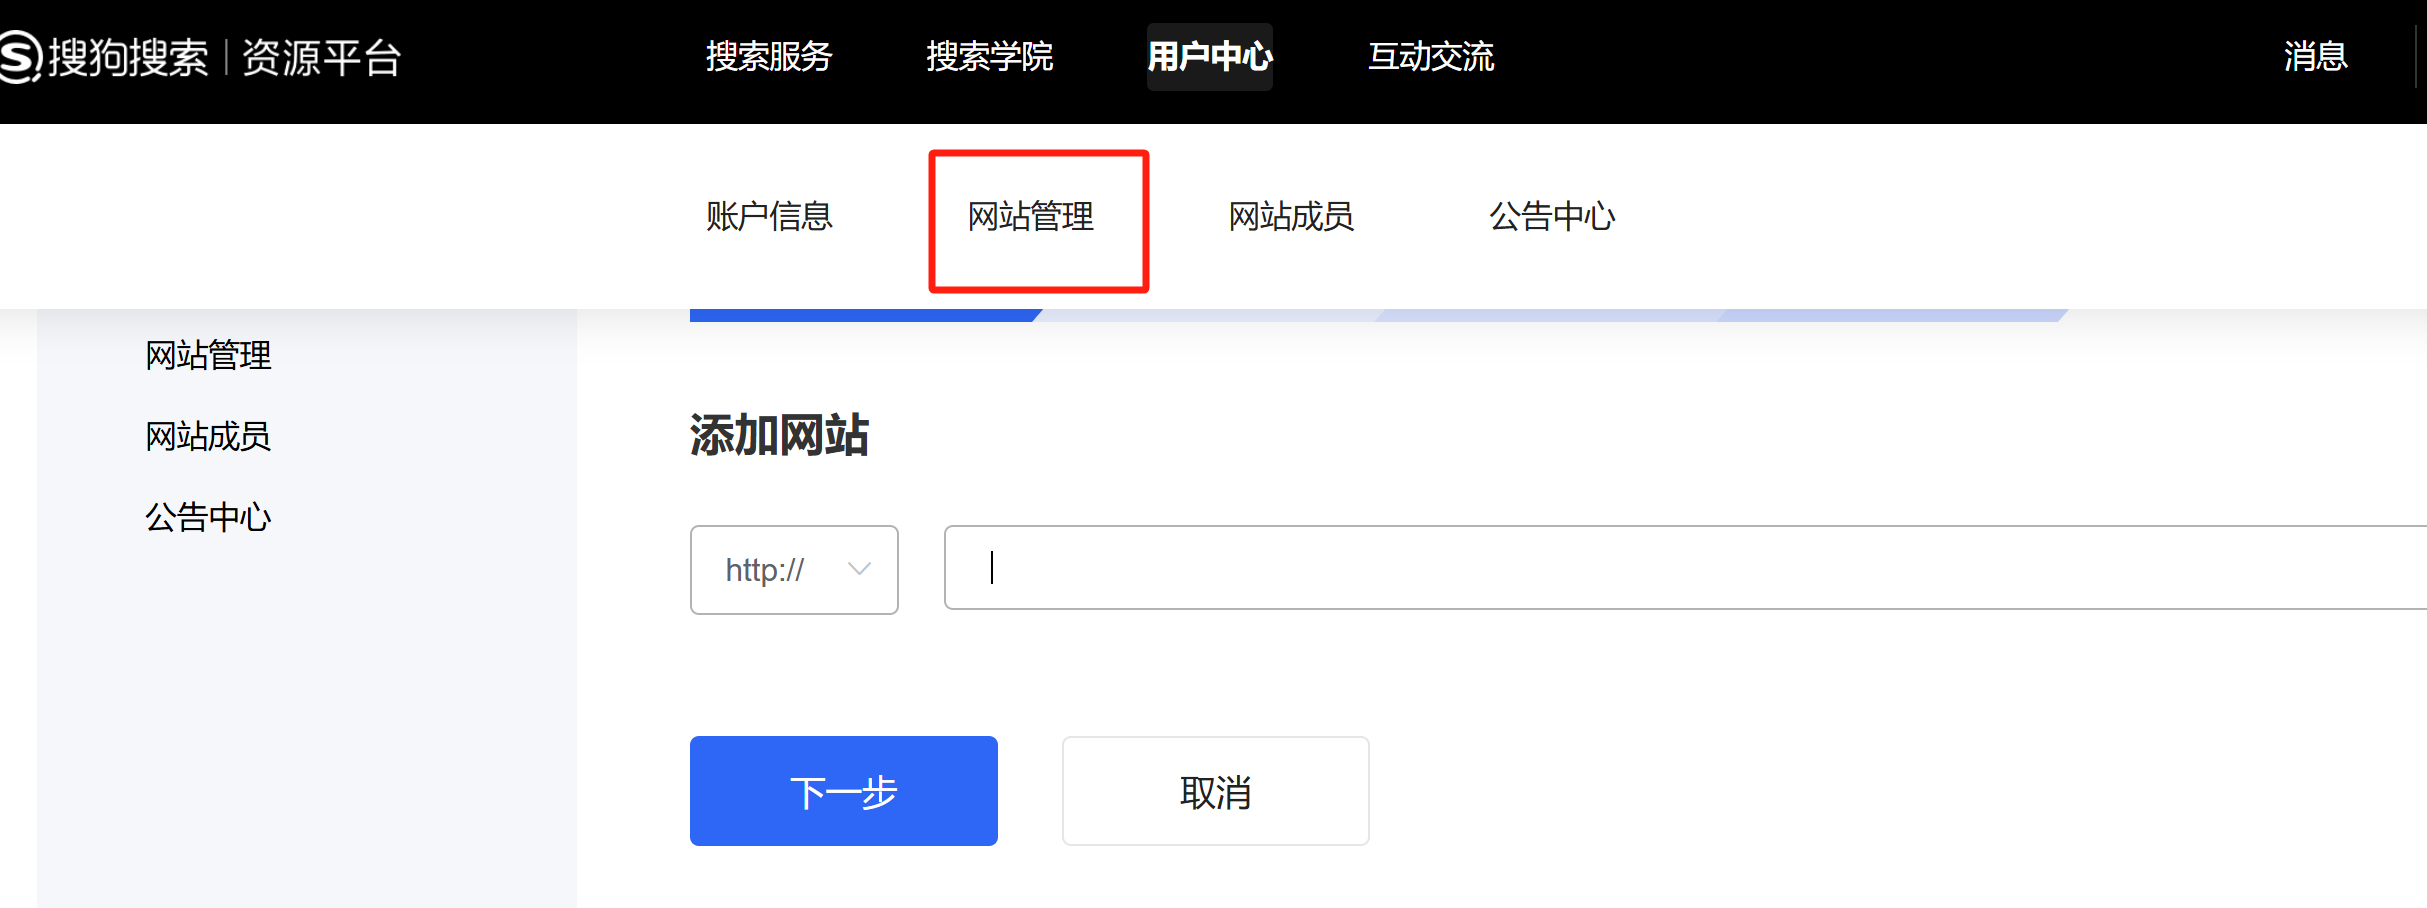 搜狗搜索 | 资源平台
搜索服务 搜索学院 用户中心 互动交流 消息
账户信息 网站管理 网站成员 公告中心
网站管理
网站成员
公告中心
添加网站
http://
下一步 取消